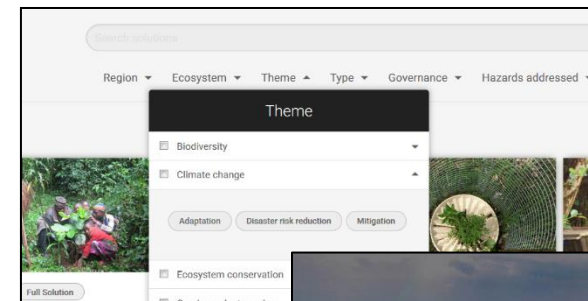 Search solutions
Region Ecosystem Theme Type Governance Hazards addressed
Theme
Biodiversity
Climate change
Adaptation Disaster risk reduction Mitigation
Ecosystem conservation
Full Solution